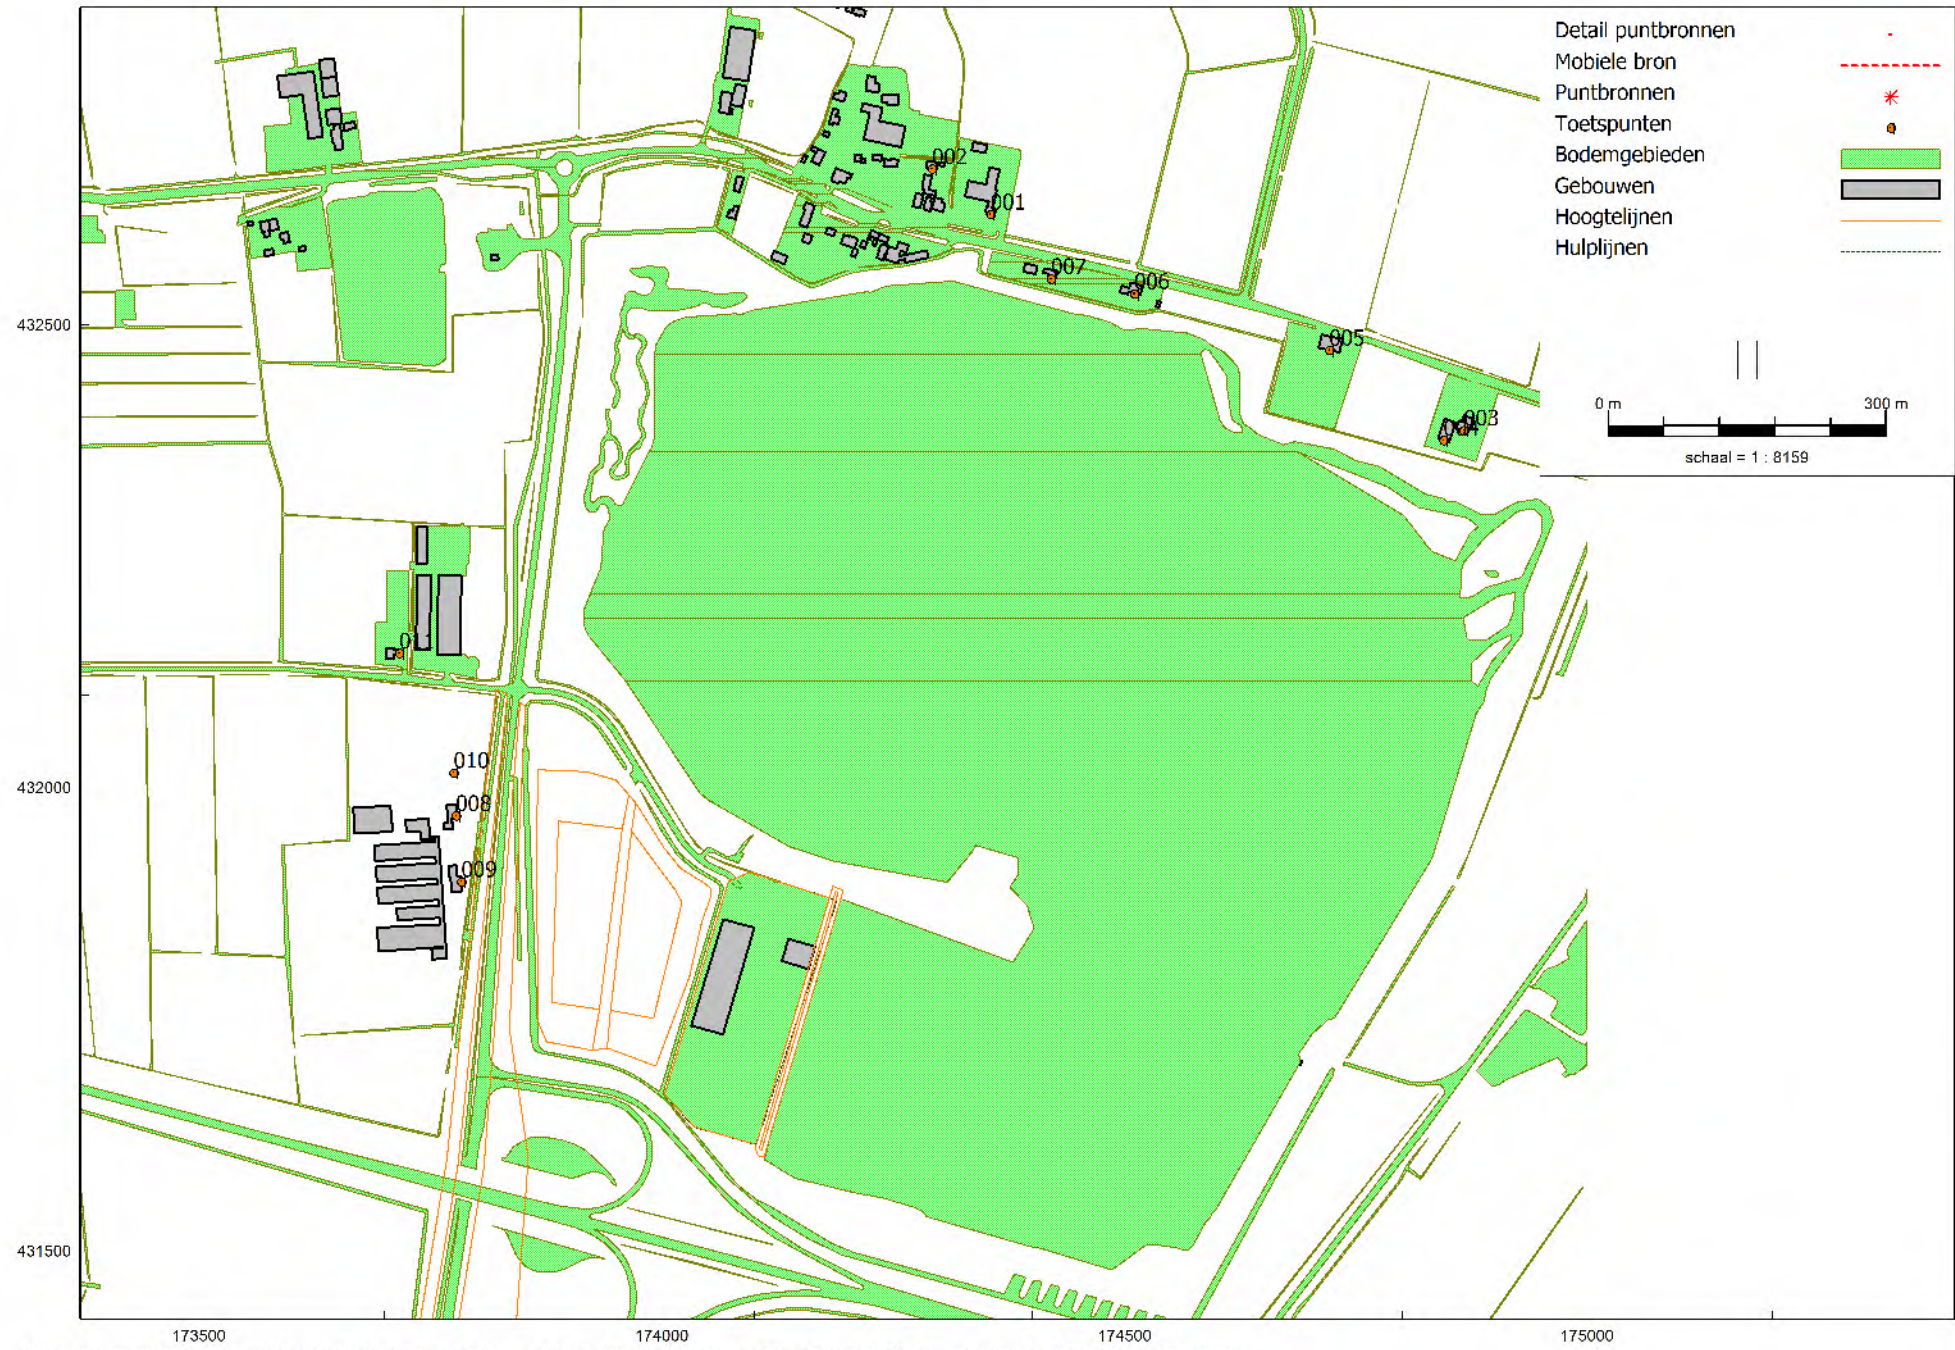 Detail puntbronnen
Mobiele bron
Puntbronnen
Toetspunten
Bodemgebieden
Gebouwen
Hoogtelijnen
Hulplijnen
0 m 300 m
schaal = 1 : 8159
002
001
007
006
005
003
010
008
009
432500
432000
431500
173500 174000 174500 175000